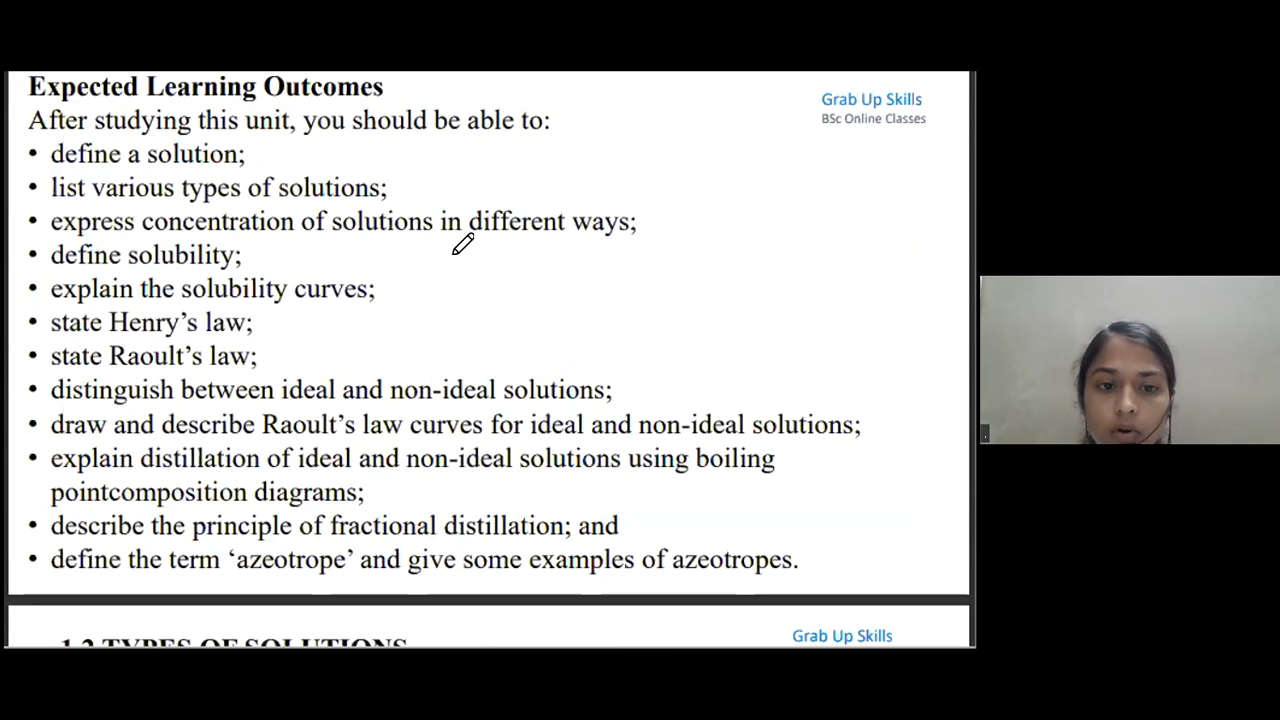 Expected Learning Outcomes
Grab Up Skills
BSc Online Classes
After studying this unit, you should be able to:
• define a solution;
• list various types of solutions;
• express concentration of solutions in different ways;
• define solubility;
• explain the solubility curves;
• state Henry’s law;
• state Raoult’s law;
• distinguish between ideal and non-ideal solutions;
• draw and describe Raoult’s law curves for ideal and non-ideal solutions;
• explain distillation of ideal and non-ideal solutions using boiling
pointcomposition diagrams;
• describe the principle of fractional distillation; and
• define the term ‘azeotrope’ and give some examples of azeotropes.
1.2 TYPES OF SOLUTIONS
Grab Up Skills